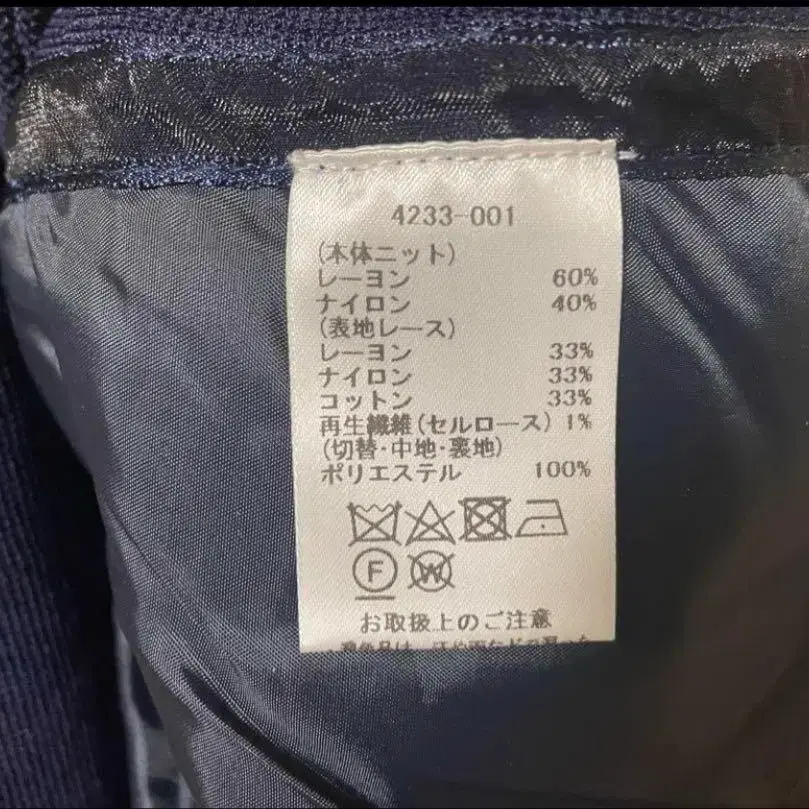 4233-001
(本体ニット)
レーヨン 60%
ナイロン 40%
(表地レース)
レーヨン 33%
ナイロン 33%
コットン 33%
再生繊維(セルロース) 1%
(切替・中地・裏地)
ポリエステル 100%
F
W
お取扱上のご注意